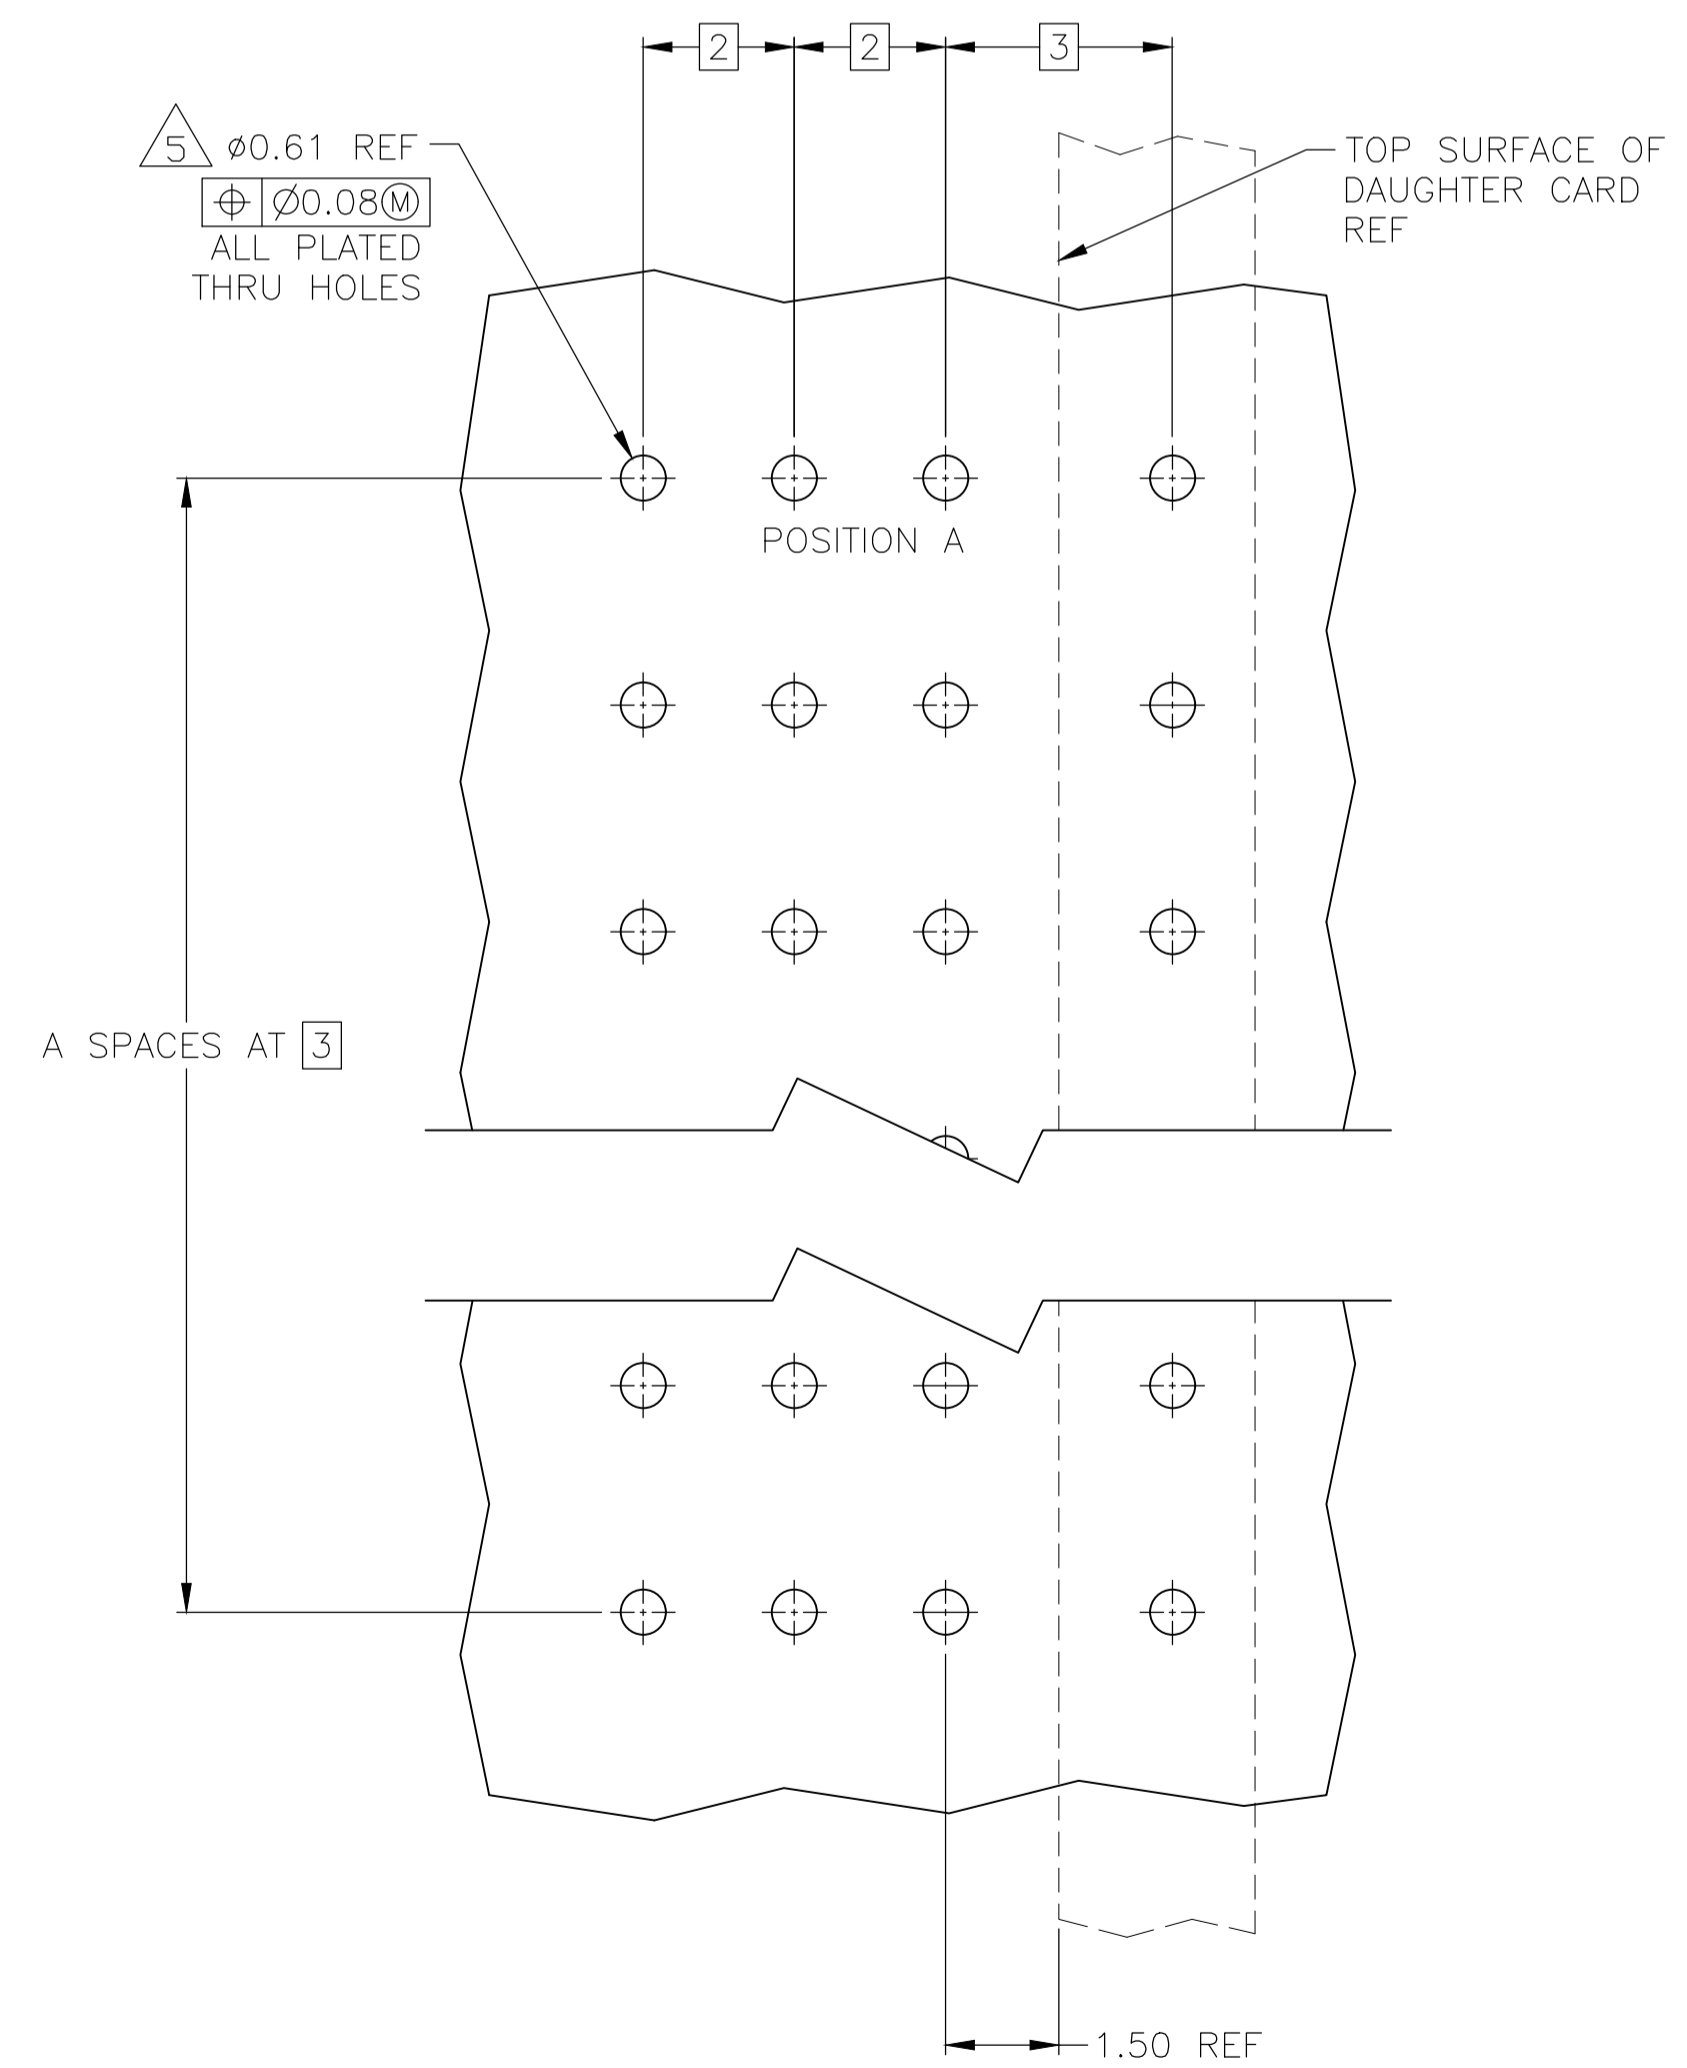 2 2 3
5 ø0.61 REF
⌖ Ø0.08Ⓜ
ALL PLATED
THRU HOLES
TOP SURFACE OF
DAUGHTER CARD
REF
POSITION A
A SPACES AT 3
1.50 REF